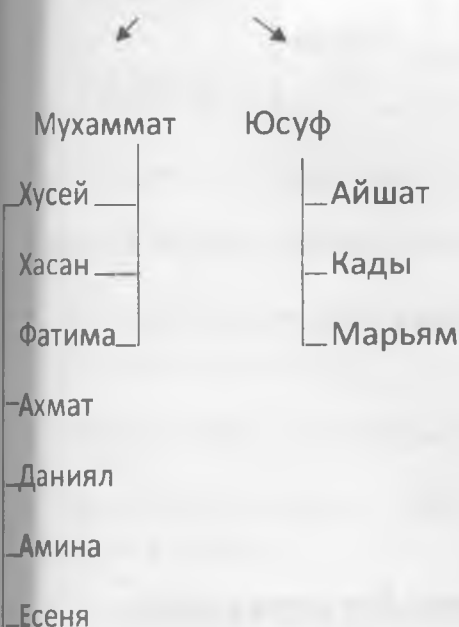 Мухаммат Юсуф
Хусей Айшат
Хасан Кады
Фатима Марьям
Ахмат
Даниял
Амина
Есеня